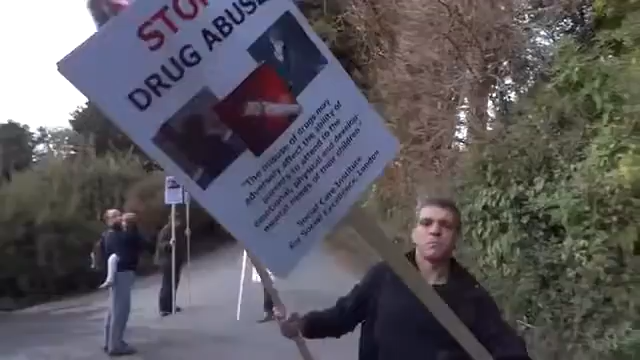 STOP
DRUG ABUSE
"The misuse of drugs may
adversely affect the ability of
parents to attend to the
emotional, physical and develop-
mental needs of their children"
Social Care Institute
for Social Excellence, London